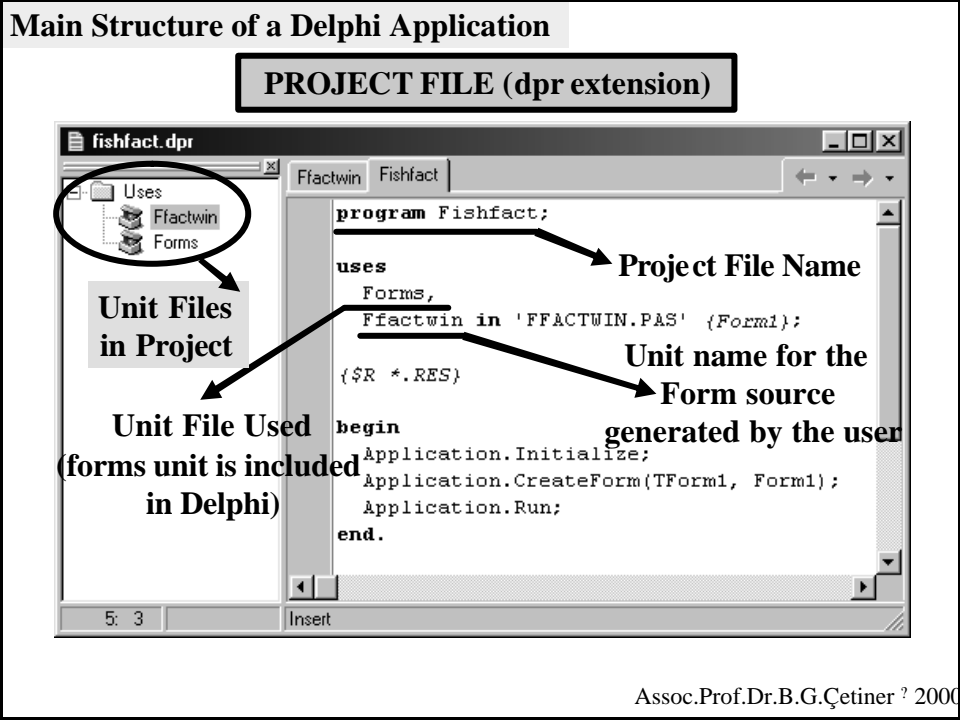 Main Structure of a Delphi Application
PROJECT FILE (dpr extension)
fishfact.dpr
Uses
Ffactwin
Forms
Unit Files
in Project
Ffactwin Fishfact
program Fishfact;
Project File Name
uses
Forms,
Ffactwin in 'FFACTWIN.PAS' {Form1};
Unit name for the
Form source
generated by the user
{$R *.RES}
Unit File Used
(forms unit is included
in Delphi)
begin
Application.Initialize;
Application.CreateForm(TForm1, Form1);
Application.Run;
end.
5: 3
Insert
Assoc.Prof.Dr.B.G.Çetiner ? 2000